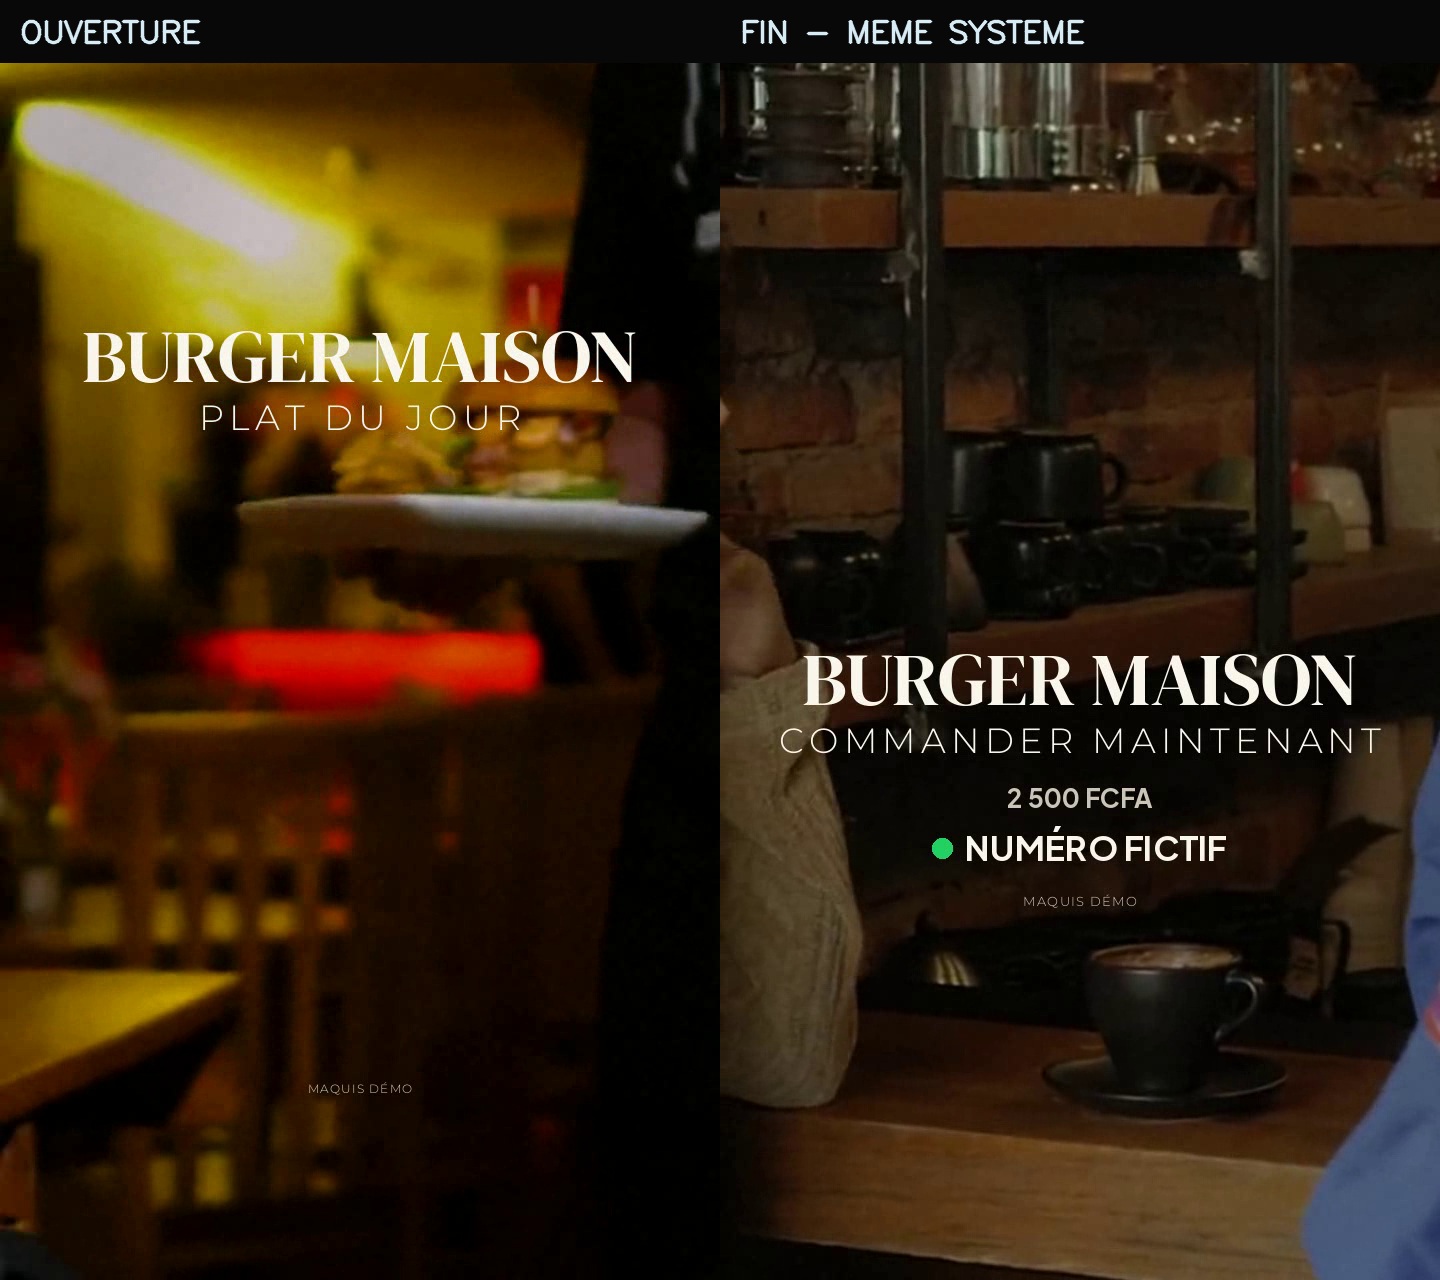 OUVERTURE
BURGER MAISON
PLAT DU JOUR
MAQUIS DÉMO
FIN — MEME SYSTEME
BURGER MAISON
COMMANDER MAINTENANT
2 500 FCFA
NUMÉRO FICTIF
MAQUIS DÉMO